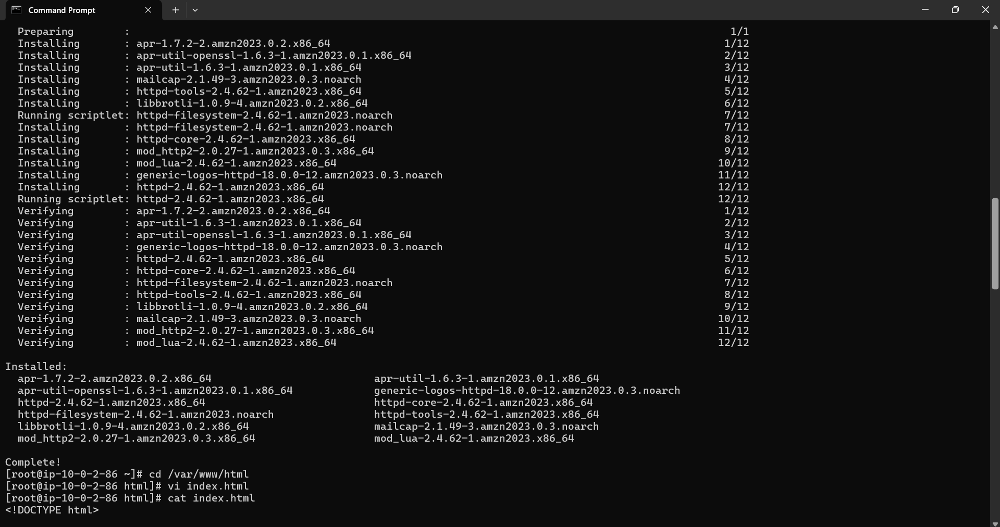 Command Prompt
Preparing        :                                                                                                1/1
Installing       : apr-1.7.2-2.amzn2023.0.2.x86_64                                                               1/12
Installing       : apr-util-openssl-1.6.3-1.amzn2023.0.1.x86_64                                                  2/12
Installing       : apr-util-1.6.3-1.amzn2023.0.1.x86_64                                                          3/12
Installing       : mailcap-2.1.49-3.amzn2023.0.3.noarch                                                          4/12
Installing       : httpd-tools-2.4.62-1.amzn2023.x86_64                                                          5/12
Installing       : libbrotli-1.0.9-4.amzn2023.0.2.x86_64                                                         6/12
Running scriptlet: httpd-filesystem-2.4.62-1.amzn2023.noarch                                                     7/12
Installing       : httpd-filesystem-2.4.62-1.amzn2023.noarch                                                     7/12
Installing       : httpd-core-2.4.62-1.amzn2023.x86_64                                                           8/12
Installing       : mod_http2-2.0.27-1.amzn2023.0.3.x86_64                                                        9/12
Installing       : mod_lua-2.4.62-1.amzn2023.x86_64                                                             10/12
Installing       : generic-logos-httpd-18.0.0-12.amzn2023.0.3.noarch                                            11/12
Installing       : httpd-2.4.62-1.amzn2023.x86_64                                                               12/12
Running scriptlet: httpd-2.4.62-1.amzn2023.x86_64                                                               12/12
Verifying        : apr-1.7.2-2.amzn2023.0.2.x86_64                                                               1/12
Verifying        : apr-util-1.6.3-1.amzn2023.0.1.x86_64                                                          2/12
Verifying        : apr-util-openssl-1.6.3-1.amzn2023.0.1.x86_64                                                  3/12
Verifying        : generic-logos-httpd-18.0.0-12.amzn2023.0.3.noarch                                             4/12
Verifying        : httpd-2.4.62-1.amzn2023.x86_64                                                                5/12
Verifying        : httpd-core-2.4.62-1.amzn2023.x86_64                                                           6/12
Verifying        : httpd-filesystem-2.4.62-1.amzn2023.noarch                                                     7/12
Verifying        : httpd-tools-2.4.62-1.amzn2023.x86_64                                                          8/12
Verifying        : libbrotli-1.0.9-4.amzn2023.0.2.x86_64                                                         9/12
Verifying        : mailcap-2.1.49-3.amzn2023.0.3.noarch                                                         10/12
Verifying        : mod_http2-2.0.27-1.amzn2023.0.3.x86_64                                                       11/12
Verifying        : mod_lua-2.4.62-1.amzn2023.x86_64                                                             12/12
Installed:
apr-1.7.2-2.amzn2023.0.2.x86_64                          apr-util-1.6.3-1.amzn2023.0.1.x86_64
apr-util-openssl-1.6.3-1.amzn2023.0.1.x86_64             generic-logos-httpd-18.0.0-12.amzn2023.0.3.noarch
httpd-2.4.62-1.amzn2023.x86_64                           httpd-core-2.4.62-1.amzn2023.x86_64
httpd-filesystem-2.4.62-1.amzn2023.noarch                httpd-tools-2.4.62-1.amzn2023.x86_64
libbrotli-1.0.9-4.amzn2023.0.2.x86_64                    mailcap-2.1.49-3.amzn2023.0.3.noarch
mod_http2-2.0.27-1.amzn2023.0.3.x86_64                   mod_lua-2.4.62-1.amzn2023.x86_64
Complete!
[root@ip-10-0-2-86 ~]# cd /var/www/html
[root@ip-10-0-2-86 html]# vi index.html
[root@ip-10-0-2-86 html]# cat index.html
<!DOCTYPE html>